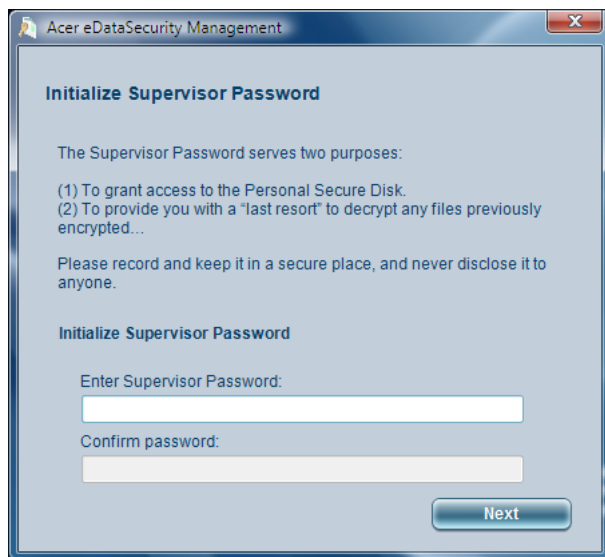 Acer eDataSecurity Management
Initialize Supervisor Password
The Supervisor Password serves two purposes:
(1) To grant access to the Personal Secure Disk.
(2) To provide you with a “last resort” to decrypt any files previously
encrypted...
Please record and keep it in a secure place, and never disclose it to
anyone.
Initialize Supervisor Password
Enter Supervisor Password:
Confirm password:
Next